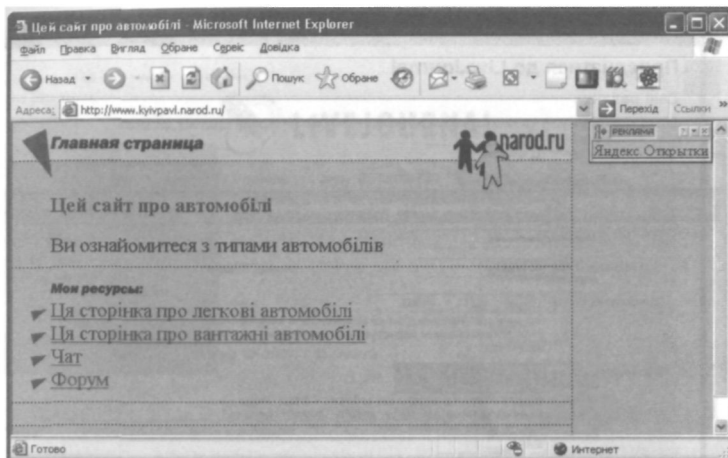 Цей сайт про автомобілі - Microsoft Internet Explorer
Файл Правка Вигляд Обране Сервіс Довідка
Назад Пошук Обране
Адреса: http://www.kyivpavl.narod.ru/ Перехід Ссылки »
Главная страница
narod.ru
Я РЕКЛАМА
Яндекс.Открытки
Цей сайт про автомобілі
Ви ознайомитеся з типами автомобілів
Мои ресурсы:
Ця сторінка про легкові автомобілі
Ця сторінка про вантажні автомобілі
Чат
Форум
Готово Интернет